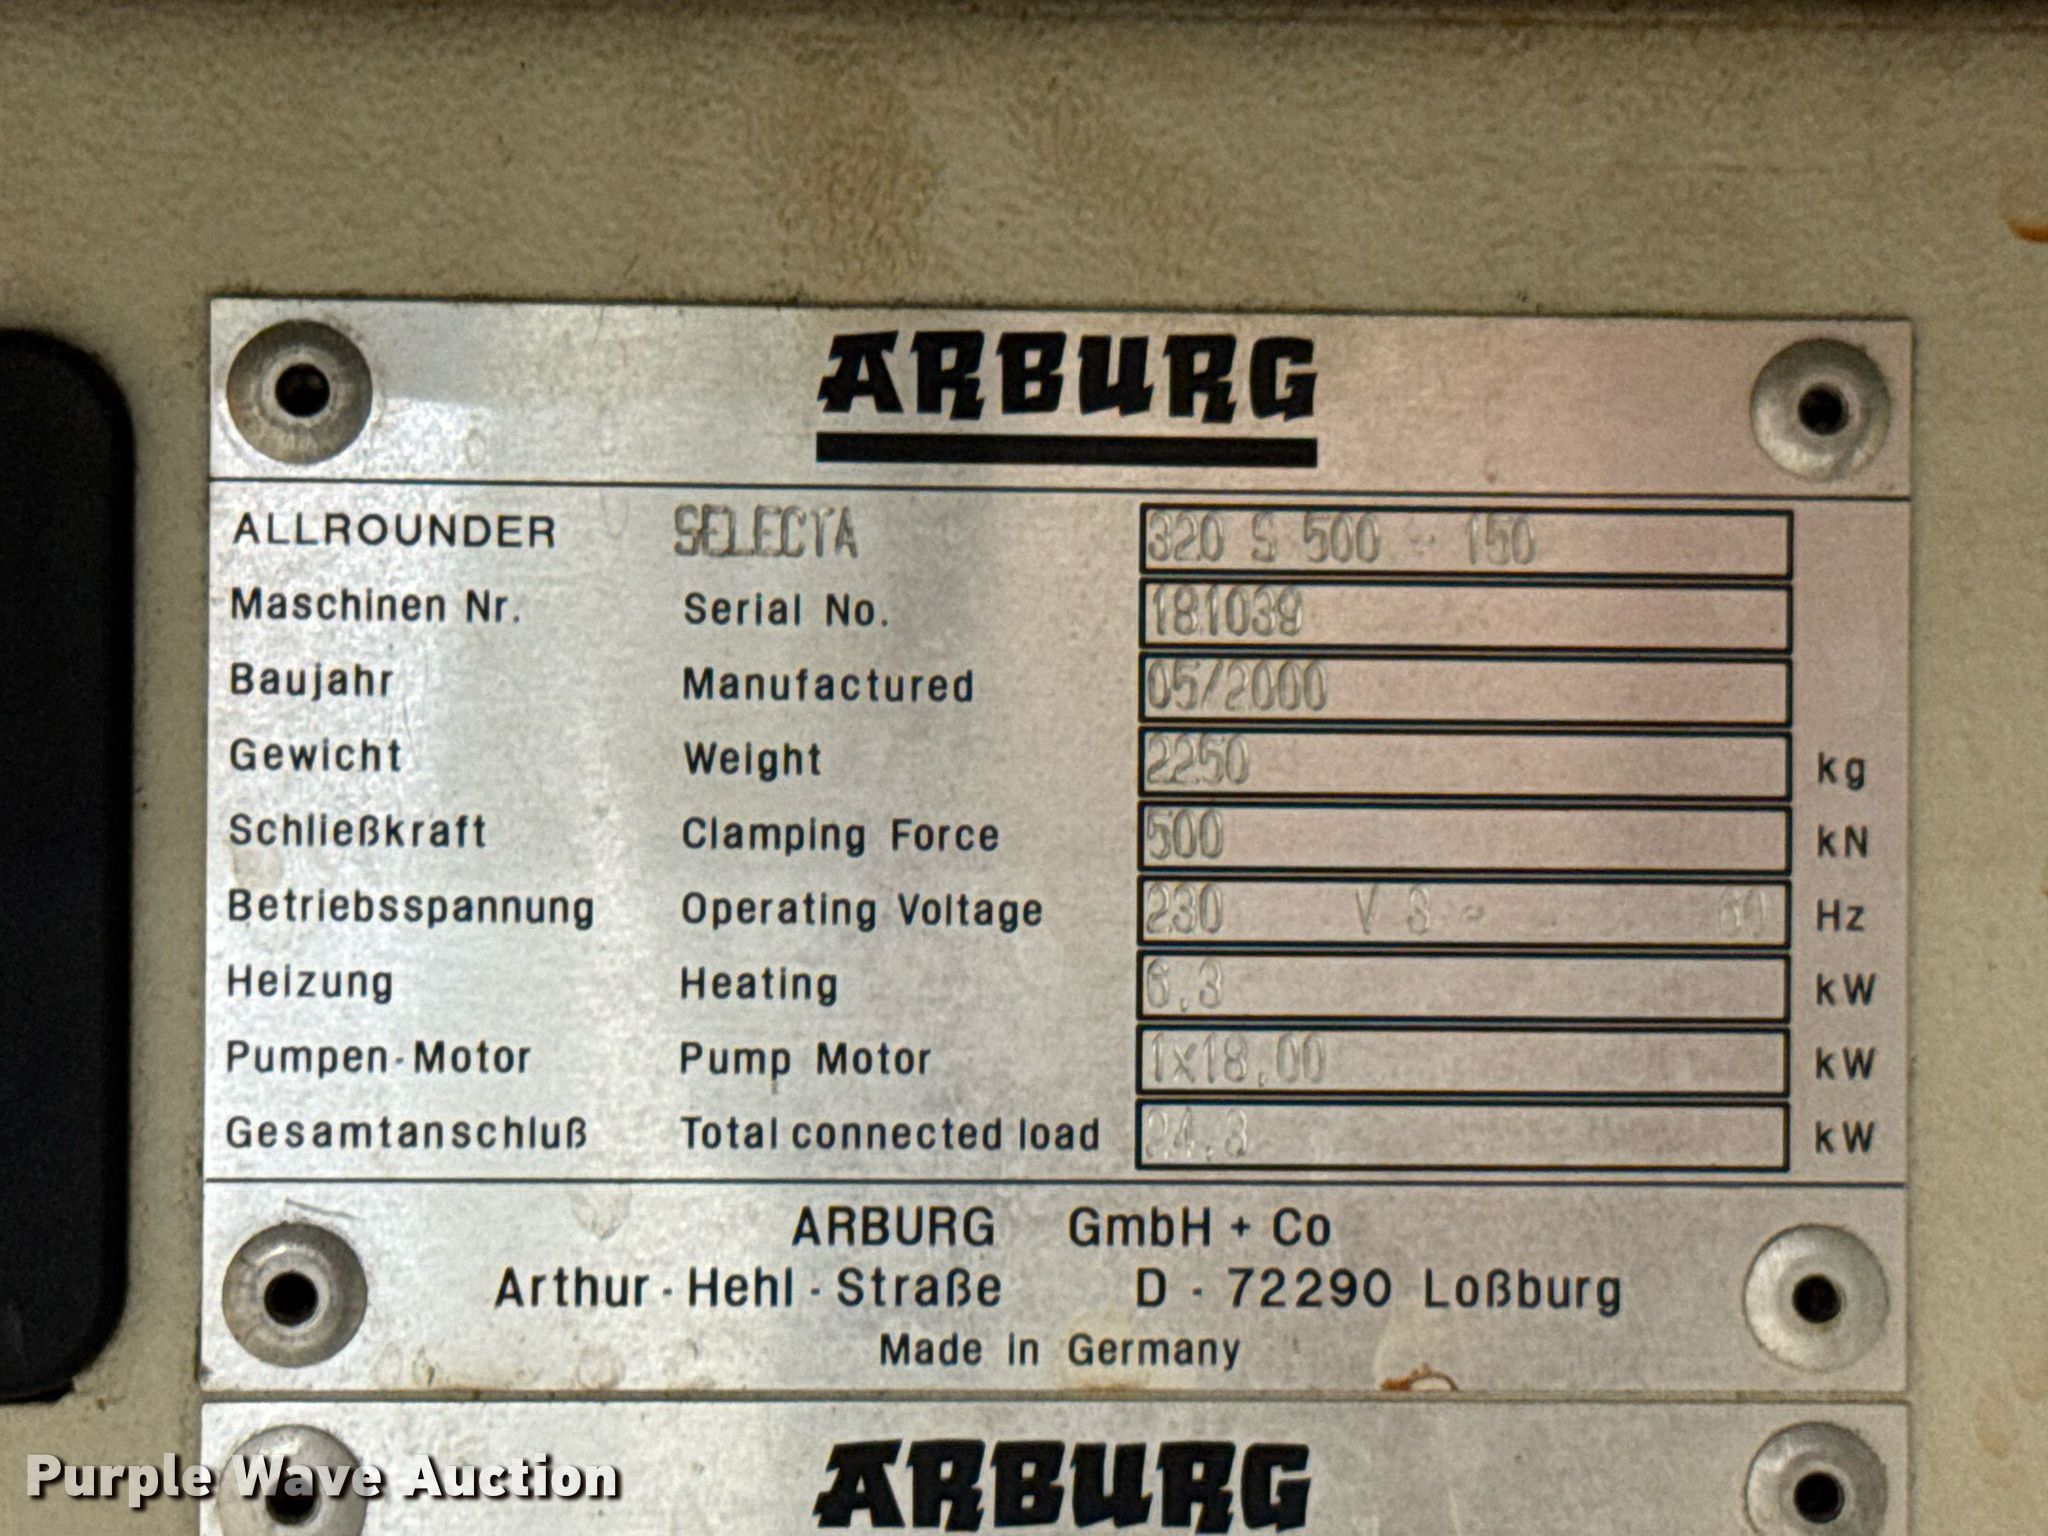 ARBURG
ALLROUNDER SELECTA 320 S 500 - 150
Maschinen Nr. Serial No. 181039
Baujahr Manufactured 05/2000
Gewicht Weight 2250 kg
Schließkraft Clamping Force 500 kN
Betriebsspannung Operating Voltage 230 V 3~ 60 Hz
Heizung Heating 6.3 kW
Pumpen-Motor Pump Motor 1x18.00 kW
Gesamtanschluß Total connected load 24.3 kW
ARBURG GmbH + Co
Arthur - Hehl - Straße D - 72290 Loßburg
Made in Germany
ARBURG
Purple Wave Auction